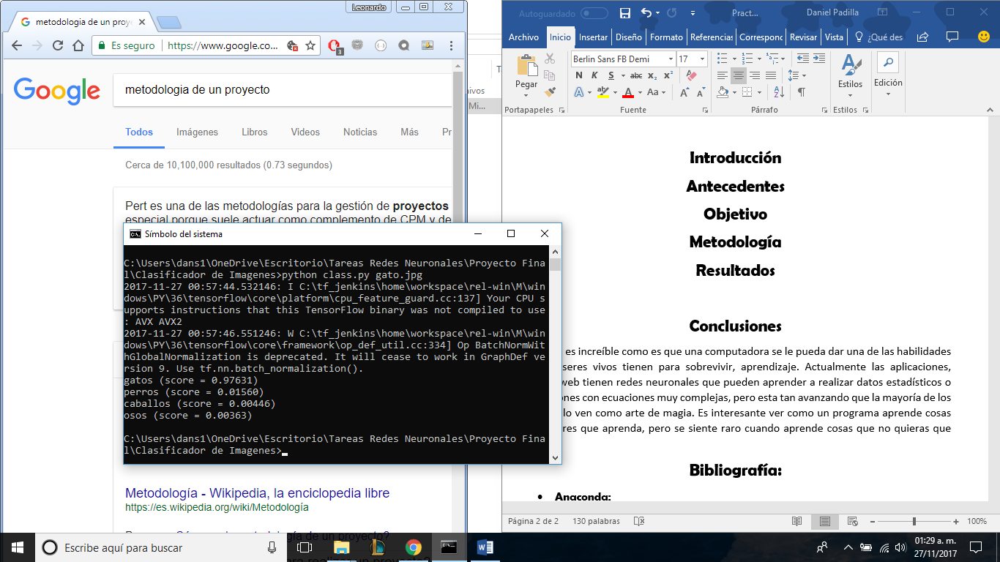 Leonardo
metodologia de un proy
Es seguro
https://www.google.co...
3
Google
metodologia de un proyecto
Todos Imágenes Libros Videos Noticias Más Pr
Cerca de 10,100,000 resultados (0.73 segundos)
Pert es una de las metodologías para la gestión de proyectos
especial porque suele actuar como complemento de CPM y de
Símbolo del sistema
C:\Users\dans1\OneDrive\Escritorio\Tareas Redes Neuronales\Proyecto Fina
l\Clasificador de Imagenes>python class.py gato.jpg
2017-11-27 00:57:44.532146: I C:\tf_jenkins\home\workspace\rel-win\M\win
dows\PY\36\tensorflow\core\platform\cpu_feature_guard.cc:137] Your CPU s
upports instructions that this TensorFlow binary was not compiled to use
: AVX AVX2
2017-11-27 00:57:46.551246: W C:\tf_jenkins\home\workspace\rel-win\M\win
dows\PY\36\tensorflow\core\framework\op_def_util.cc:334] Op BatchNormWit
hGlobalNormalization is deprecated. It will cease to work in GraphDef ve
rsion 9. Use tf.nn.batch_normalization().
gatos (score = 0.97631)
perros (score = 0.01560)
caballos (score = 0.00446)
osos (score = 0.00363)
C:\Users\dans1\OneDrive\Escritorio\Tareas Redes Neuronales\Proyecto Fina
l\Clasificador de Imagenes>
Metodología - Wikipedia, la enciclopedia libre
https://es.wikipedia.org/wiki/Metodología
Autoguardado
Pract...
Daniel Padilla
Archivo Inicio Insertar Diseño Formato Referencias Correspond Revisar Vista ¿Qué des
Pegar
Berlin Sans FB Demi 17
N K S abc x₂ x²
A ab A Aa A A
Estilos
Edición
Portapapeles Fuente Párrafo Estilos
Introducción
Antecedentes
Objetivo
Metodología
Resultados
Conclusiones
es increíble como es que una computadora se le pueda dar una de las habilidades
seres vivos tienen para sobrevivir, aprendizaje. Actualmente las aplicaciones,
web tienen redes neuronales que pueden aprender a realizar datos estadísticos o
ones con ecuaciones muy complejas, pero esta tan avanzando que la mayoría de los
lo ven como arte de magia. Es interesante ver como un programa aprende cosas
res que aprenda, pero se siente raro cuando aprende cosas que no quieras que
Bibliografía:
• Anaconda:
Página 2 de 2 130 palabras
100%
Escribe aquí para buscar
01:29 a. m.
27/11/2017